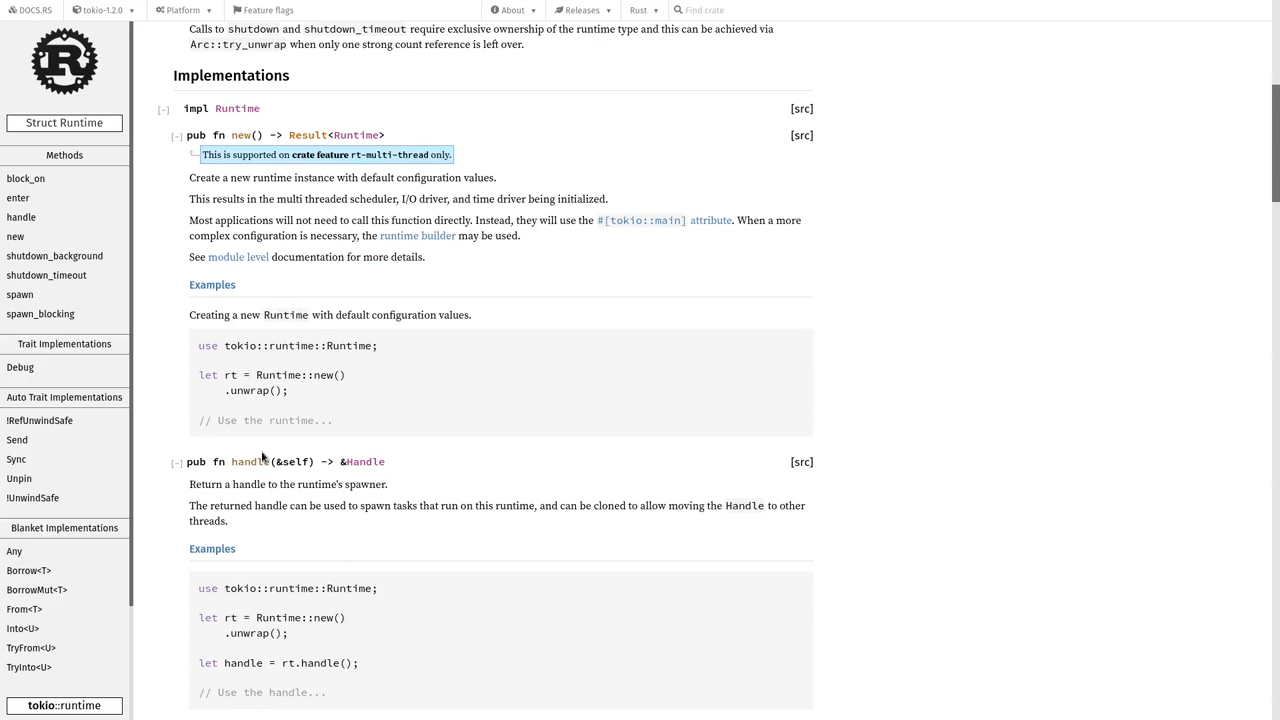 DOCS.RS
tokio-1.2.0
Platform
Feature flags
About
Releases
Rust
Find crate
R
Struct Runtime
Methods
block_on
enter
handle
new
shutdown_background
shutdown_timeout
spawn
spawn_blocking
Trait Implementations
Debug
Auto Trait Implementations
!RefUnwindSafe
Send
Sync
Unpin
!UnwindSafe
Blanket Implementations
Any
Borrow<T>
BorrowMut<T>
From<T>
Into<U>
TryFrom<U>
TryInto<U>
tokio::runtime
Calls to shutdown and shutdown_timeout require exclusive ownership of the runtime type and this can be achieved via
Arc::try_unwrap when only one strong count reference is left over.
Implementations
[-] impl Runtime [src]
[-] pub fn new() -> Result<Runtime> [src]
This is supported on crate feature rt-multi-thread only.
Create a new runtime instance with default configuration values.
This results in the multi threaded scheduler, I/O driver, and time driver being initialized.
Most applications will not need to call this function directly. Instead, they will use the #[tokio::main] attribute. When a more
complex configuration is necessary, the runtime builder may be used.
See module level documentation for more details.
Examples
Creating a new Runtime with default configuration values.
use tokio::runtime::Runtime;
let rt = Runtime::new()
.unwrap();
// Use the runtime...
[-] pub fn handle(&self) -> &Handle [src]
Return a handle to the runtime's spawner.
The returned handle can be used to spawn tasks that run on this runtime, and can be cloned to allow moving the Handle to other
threads.
Examples
use tokio::runtime::Runtime;
let rt = Runtime::new()
.unwrap();
let handle = rt.handle();
// Use the handle...